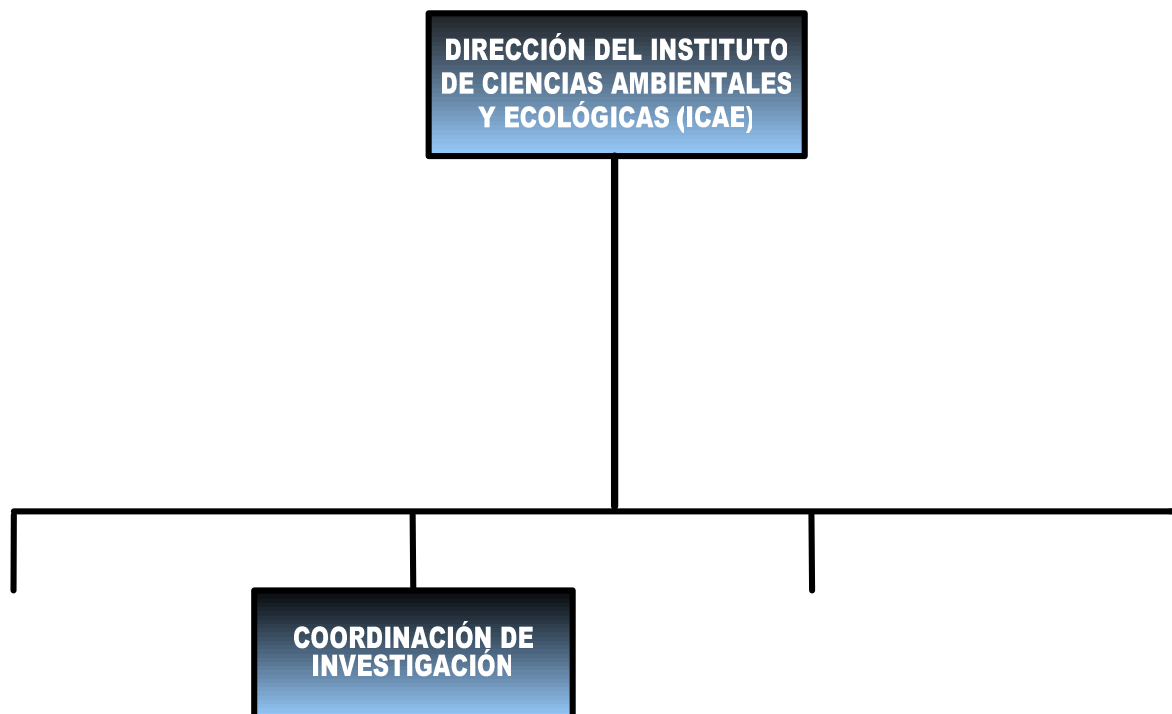 DIRECCIÓN DEL INSTITUTO
DE CIENCIAS AMBIENTALES
Y ECOLÓGICAS (ICAE)
COORDINACIÓN DE
INVESTIGACIÓN